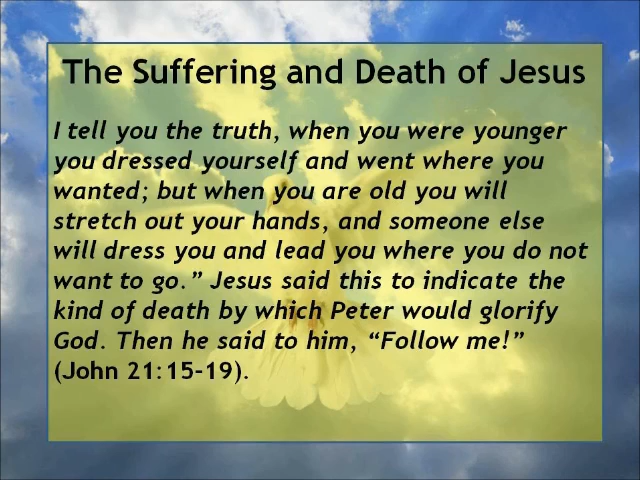 The Suffering and Death of Jesus
I tell you the truth, when you were younger
you dressed yourself and went where you
wanted; but when you are old you will
stretch out your hands, and someone else
will dress you and lead you where you do not
want to go.” Jesus said this to indicate the
kind of death by which Peter would glorify
God. Then he said to him, “Follow me!”
(John 21:15-19).